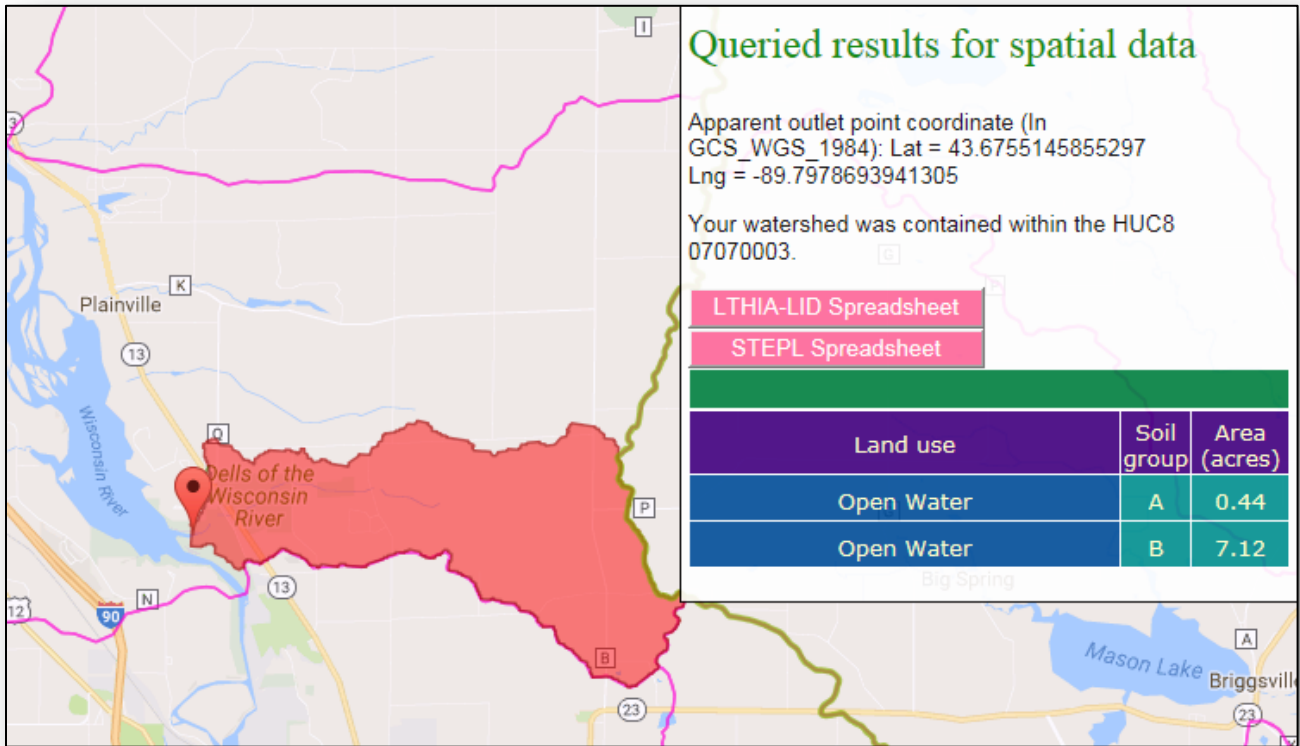 I
3
K
Plainville
13
Wisconsin River
Q
Dells of the
Wisconsin
River
P
13
N
12
90
B
23
Queried results for spatial data
Apparent outlet point coordinate (In
GCS_WGS_1984): Lat = 43.6755145855297
Lng = -89.7978693941305
Your watershed was contained within the HUC8
07070003.
G
LTHIA-LID Spreadsheet
STEPL Spreadsheet
Land use Soil group Area (acres)
Open Water A 0.44
Open Water B 7.12
Big Spring
Mason Lake
A
Briggsville
23